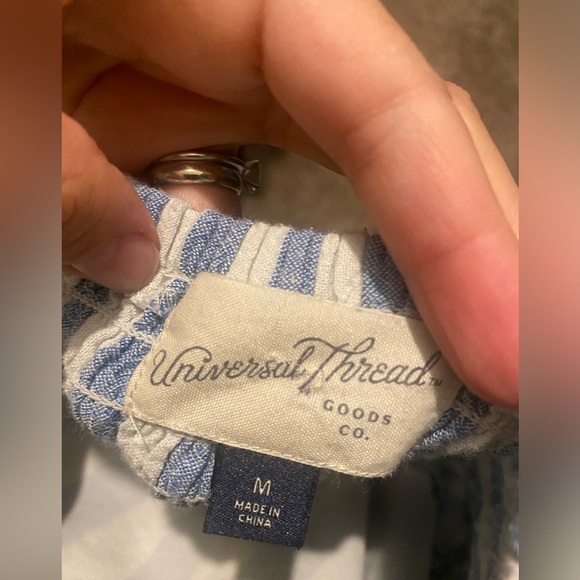 Universal Thread™
GOODS
CO.
M
MADE IN
CHINA